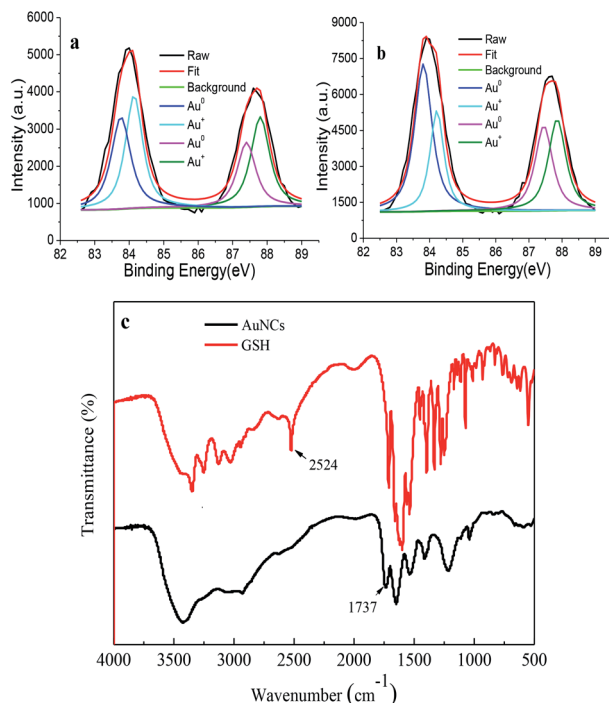 a
Raw
Fit
Background
Au⁰
Au⁺
Au⁰
Au⁺
Intensity (a.u.)
6000
5000
4000
3000
2000
1000
0
82 83 84 85 86 87 88 89
Binding Energy(eV)
b
Raw
Fit
Background
Au⁰
Au⁺
Au⁰
Au⁺
Intensity (a.u.)
9000
7500
6000
4500
3000
1500
0
82 83 84 85 86 87 88 89
Binding Energy(eV)
c
AuNCs
GSH
2524
1737
Transmittance (%)
4000 3500 3000 2500 2000 1500 1000 500
Wavenumber (cm⁻¹)